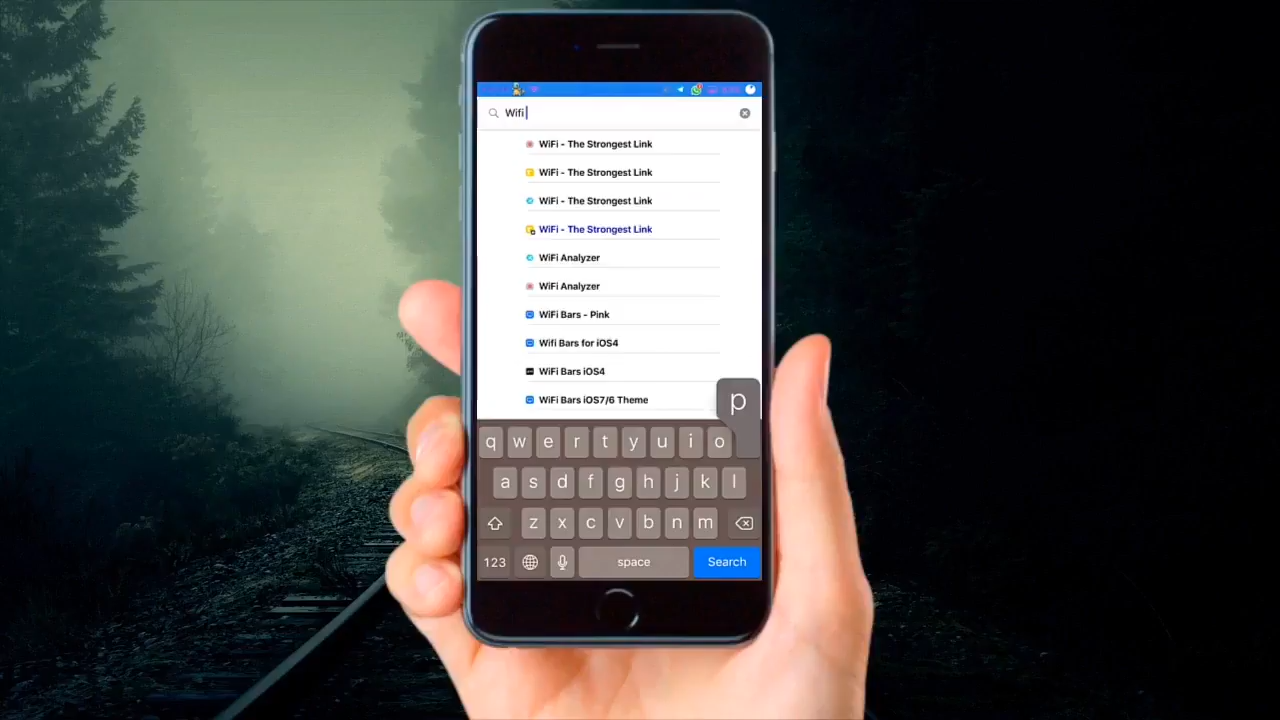 Wifi
WiFi - The Strongest Link
WiFi - The Strongest Link
WiFi - The Strongest Link
WiFi - The Strongest Link
WiFi Analyzer
WiFi Analyzer
WiFi Bars - Pink
Wifi Bars for iOS4
WiFi Bars iOS4
WiFi Bars iOS7/6 Theme
p
q w e r t y u i o
a s d f g h j k l
z x c v b n m
123 space Search